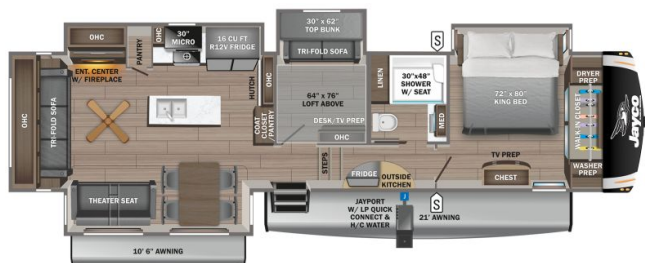 OHC
PANTRY
OHC
30"
MICRO
16 CU FT
R12V FRIDGE
30" x 62"
TOP BUNK
TRI-FOLD SOFA
S
ENT. CENTER
W/ FIREPLACE
HUTCH
OHC
64" x 76"
LOFT ABOVE
LINEN
30"x48"
SHOWER
W/ SEAT
72" x 80"
KING BED
DRYER
PREP
OHC
TRI-FOLD SOFA
COAT
CLOSET
/PANTRY
DESK/TV PREP
OHC
MED
WALK-IN CLOSET
Jayco
STEPS
FRIDGE
OUTSIDE
KITCHEN
TV PREP
CHEST
WASHER
PREP
THEATER SEAT
S
JAYPORT
W/ LP QUICK
CONNECT &
H/C WATER
J
21' AWNING
10' 6" AWNING